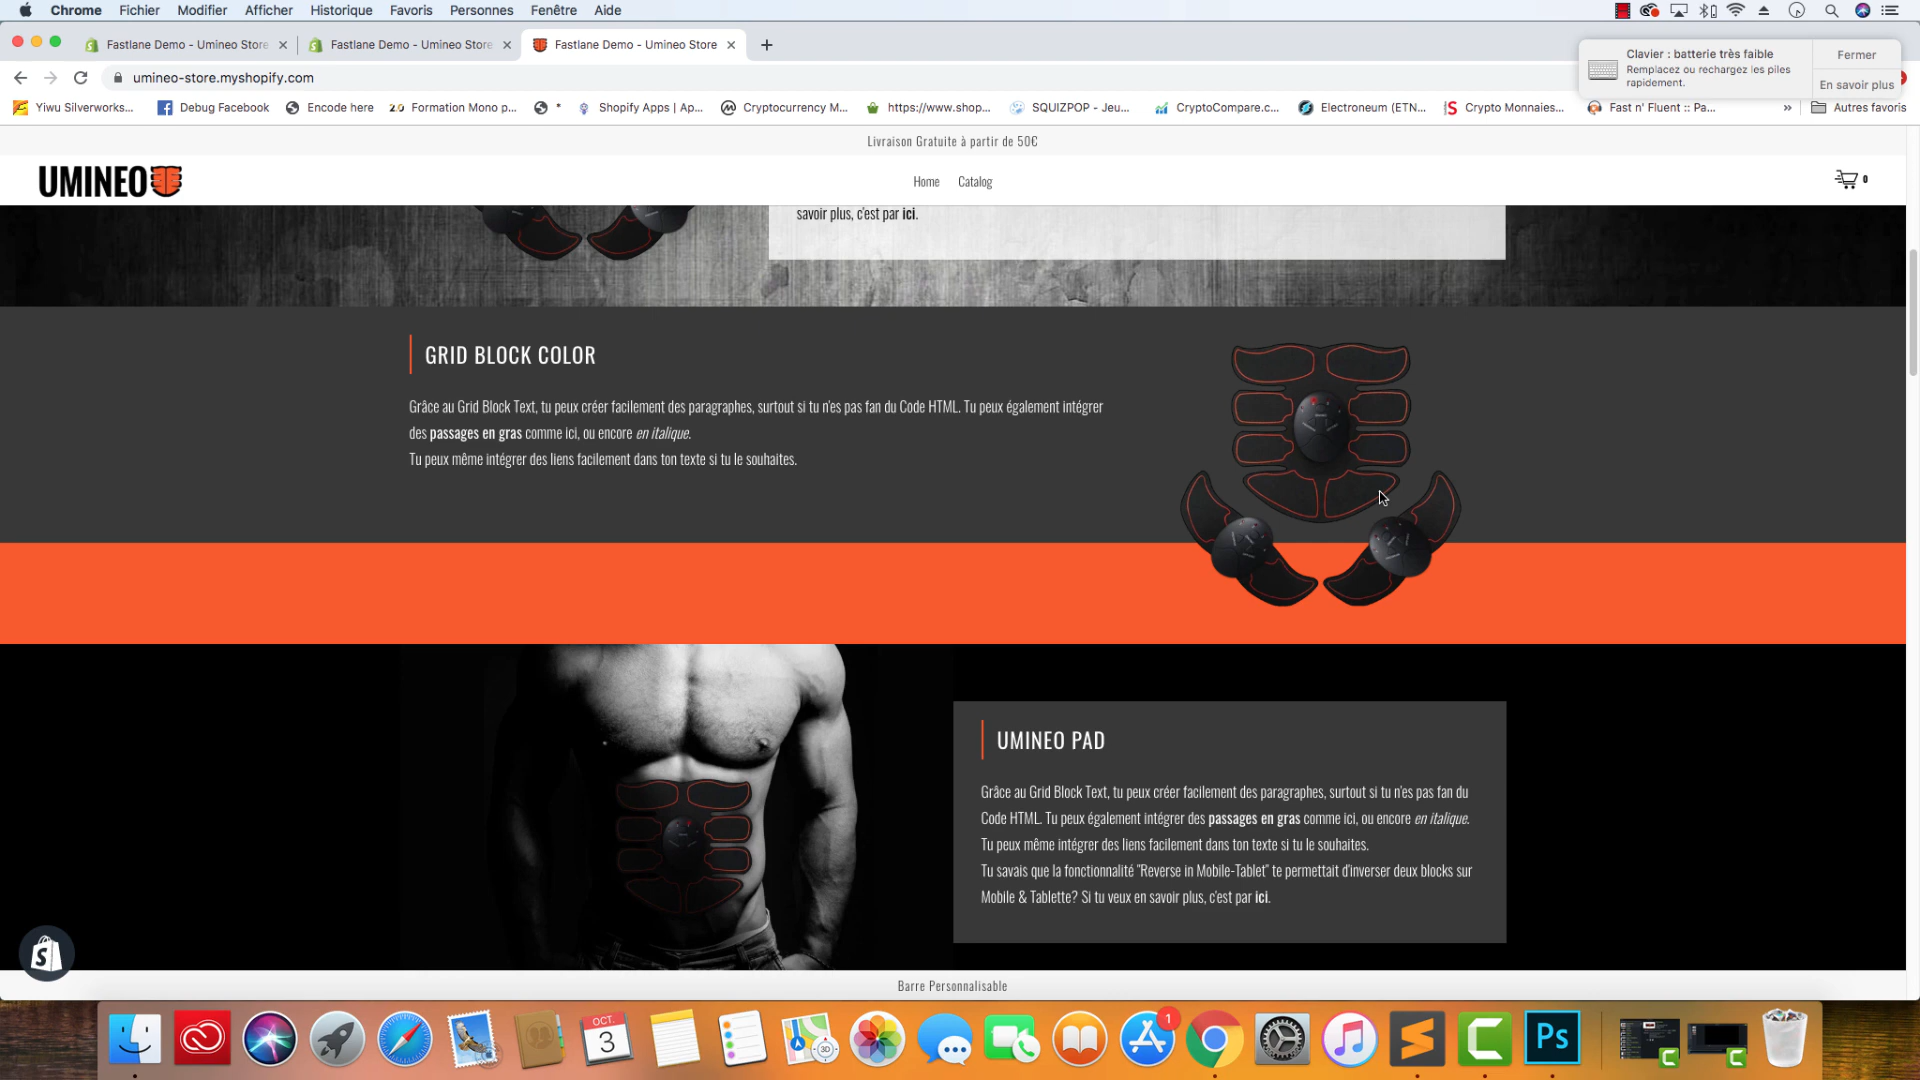 Chrome Fichier Modifier Afficher Historique Favoris Personnes Fenêtre Aide
Fastlane Demo - Umineo Store
Fastlane Demo - Umineo Store
Fastlane Demo - Umineo Store
Clavier : batterie très faible
Remplacez ou rechargez les piles
rapidement.
Fermer
En savoir plus
umineo-store.myshopify.com
Yiwu Silverworks...
Debug Facebook
Encode here
2.0 Formation Mono p...
*
Shopify Apps | Ap...
Cryptocurrency M...
https://www.shop...
SQUIZPOP - Jeu...
CryptoCompare.c...
Electroneum (ETN...
Crypto Monnaies...
Fast n' Fluent :: Pa...
»
Autres favoris
Livraison Gratuite à partir de 50€
UMINEO
Home Catalog
0
savoir plus, c'est par ici.
GRID BLOCK COLOR
Grâce au Grid Block Text, tu peux créer facilement des paragraphes, surtout si tu n'es pas fan du Code HTML. Tu peux également intégrer
des passages en gras comme ici, ou encore en italique.
Tu peux même intégrer des liens facilement dans ton texte si tu le souhaites.
UMINEO PAD
Grâce au Grid Block Text, tu peux créer facilement des paragraphes, surtout si tu n'es pas fan du
Code HTML. Tu peux également intégrer des passages en gras comme ici, ou encore en italique.
Tu peux même intégrer des liens facilement dans ton texte si tu le souhaites.
Tu savais que la fonctionnalité "Reverse in Mobile-Tablet" te permettait d'inverser deux blocks sur
Mobile & Tablette? Si tu veux en savoir plus, c'est par ici.
Barre Personnalisable
OCT.
3
3D
1
Ps